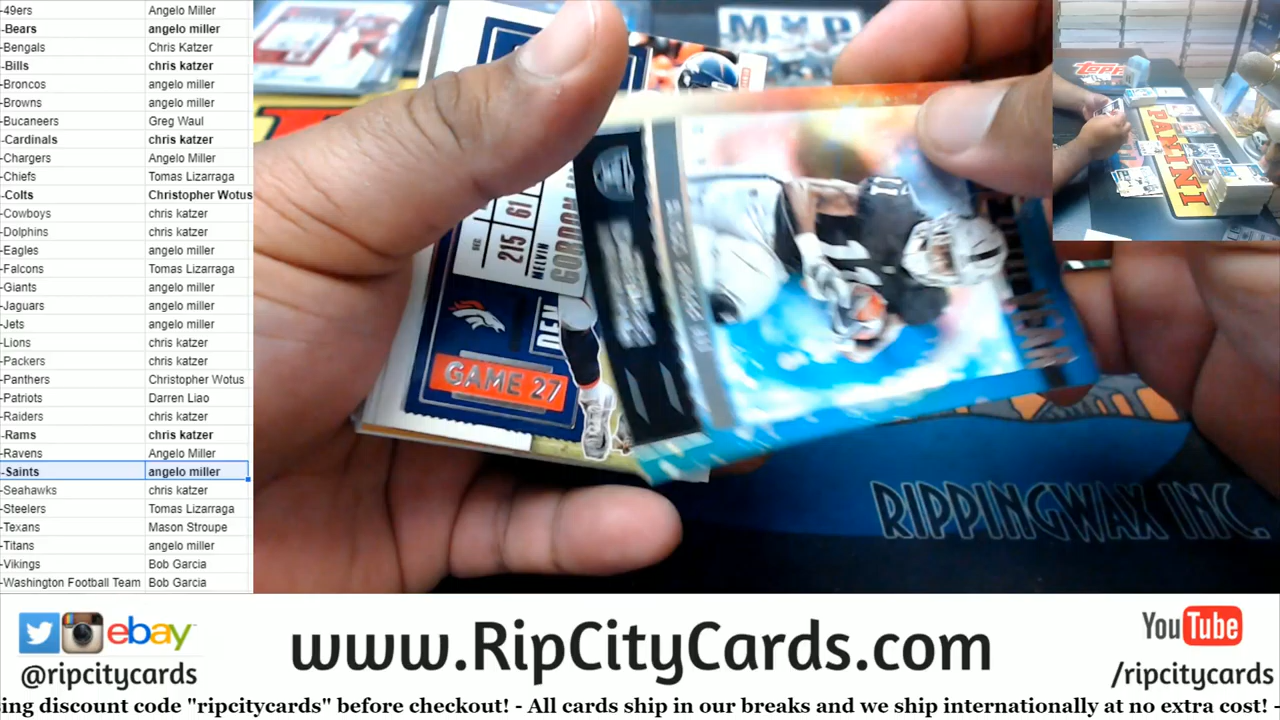 -49ers Angelo Miller
-Bears angelo miller
-Bengals Chris Katzer
-Bills chris katzer
-Broncos angelo miller
-Browns angelo miller
-Bucaneers Greg Waul
-Cardinals chris katzer
-Chargers Angelo Miller
-Chiefs Tomas Lizarraga
-Colts Christopher Wotus
-Cowboys chris katzer
-Dolphins chris katzer
-Eagles angelo miller
-Falcons Tomas Lizarraga
-Giants angelo miller
-Jaguars angelo miller
-Jets angelo miller
-Lions chris katzer
-Packers chris katzer
-Panthers Christopher Wotus
-Patriots Darren Liao
-Raiders chris katzer
-Rams chris katzer
-Ravens Angelo Miller
-Saints angelo miller
-Seahawks chris katzer
-Steelers Tomas Lizarraga
-Texans Mason Stroupe
-Titans angelo miller
-Vikings Bob Garcia
-Washington Football Team Bob Garcia
MVP
215 61
MELVIN
GORDON
DEN
GAME 27
TOPPS
PANINI
RIPPINGWAX INC.
ebay
@ripcitycards
www.RipCityCards.com
YouTube
/ripcitycards
ing discount code "ripcitycards" before checkout! - All cards ship in our breaks and we ship internationally at no extra cost! -